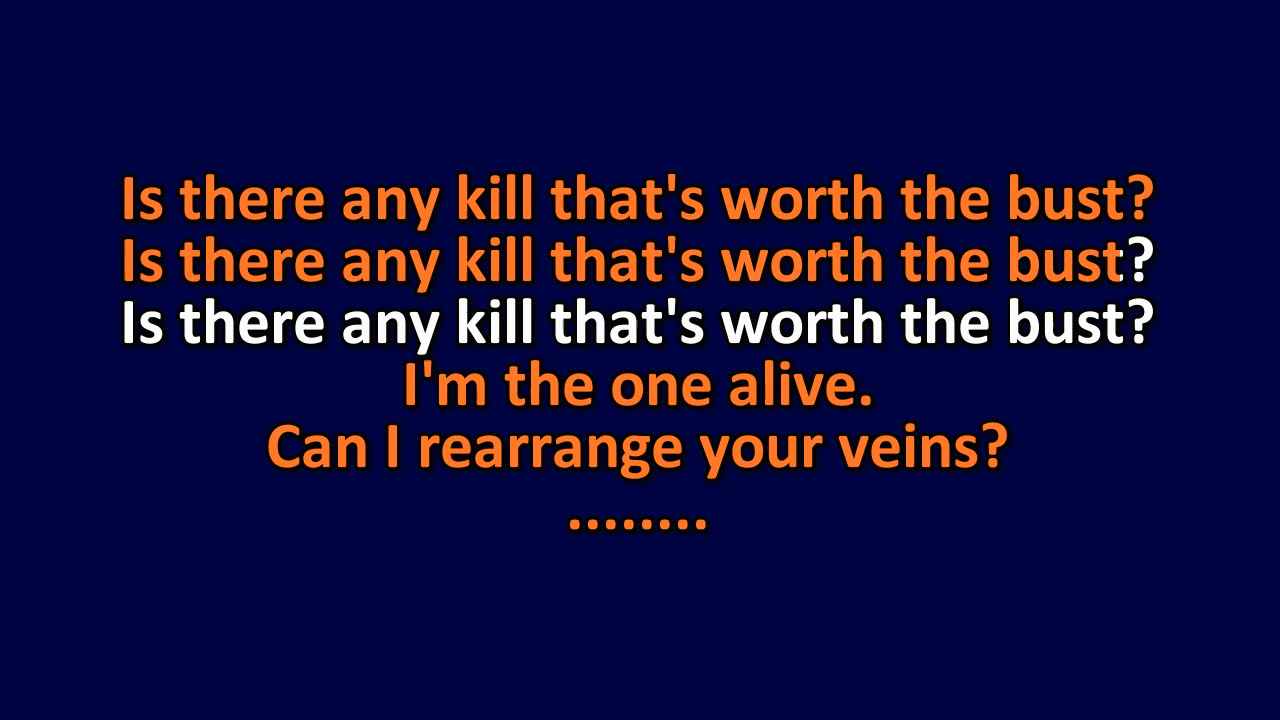 Is there any kill that's worth the bust?
Is there any kill that's worth the bust?
Is there any kill that's worth the bust?
I'm the one alive.
Can I rearrange your veins?
........